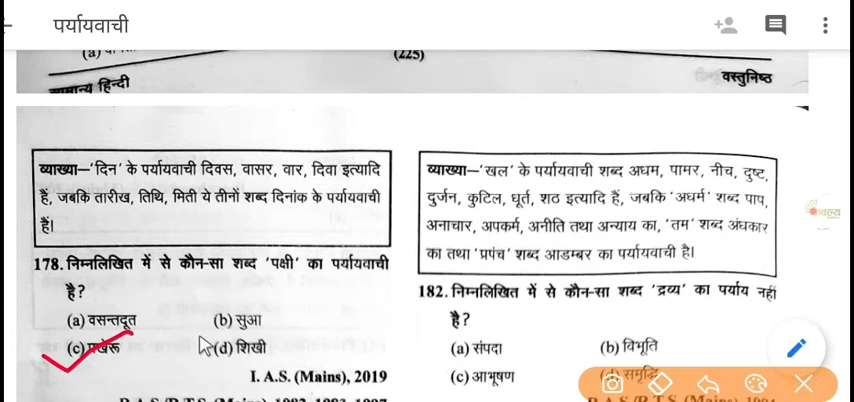 पर्यायवाची
(225)
सामान्य हिन्दी
वस्तुनिष्ठ
व्याख्या—'दिन' के पर्यायवाची दिवस, वासर, वार, दिवा इत्यादि
हैं, जबकि तारीख, तिथि, मिती ये तीनों शब्द दिनांक के पर्यायवाची
हैं।
178. निम्नलिखित में से कौन-सा शब्द 'पक्षी' का पर्यायवाची
है?
(a) वसन्तदूत (b) सुआ
(c) पखेरू (d) शिखी
I. A.S. (Mains), 2019
व्याख्या—'खल' के पर्यायवाची शब्द अधम, पामर, नीच, दुष्ट,
दुर्जन, कुटिल, धूर्त, शठ इत्यादि हैं, जबकि 'अधर्म' शब्द पाप,
अनाचार, अपकर्म, अनीति तथा अन्याय का, 'तम' शब्द अंधकार
का तथा 'प्रपंच' शब्द आडम्बर का पर्यायवाची है।
182. निम्नलिखित में से कौन-सा शब्द 'द्रव्य' का पर्याय नहीं
है?
(a) संपदा (b) विभूति
(c) आभूषण (d) समृद्धि